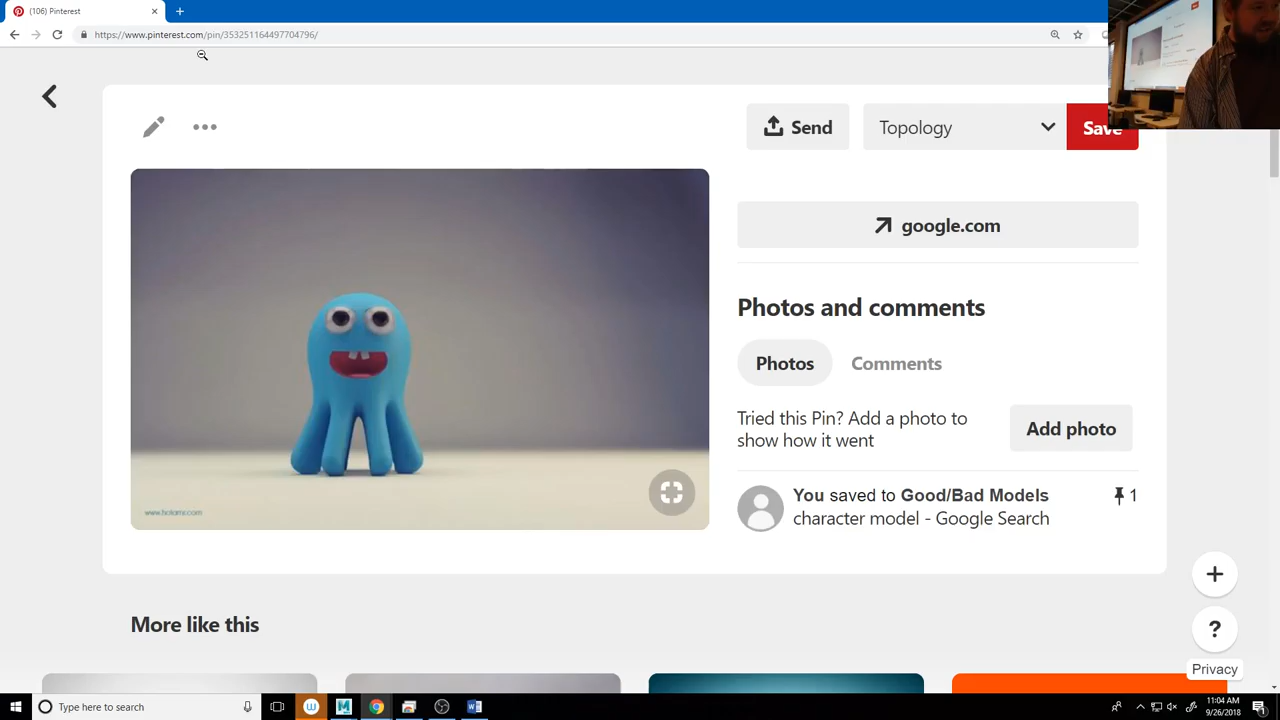 (106) Pinterest
https://www.pinterest.com/pin/353251164497704796/
Send
Topology
Save
google.com
Photos and comments
Photos
Comments
Tried this Pin? Add a photo to
show how it went
Add photo
You saved to Good/Bad Models
1
character model - Google Search
More like this
?
Privacy
Type here to search
11:04 AM
9/26/2018